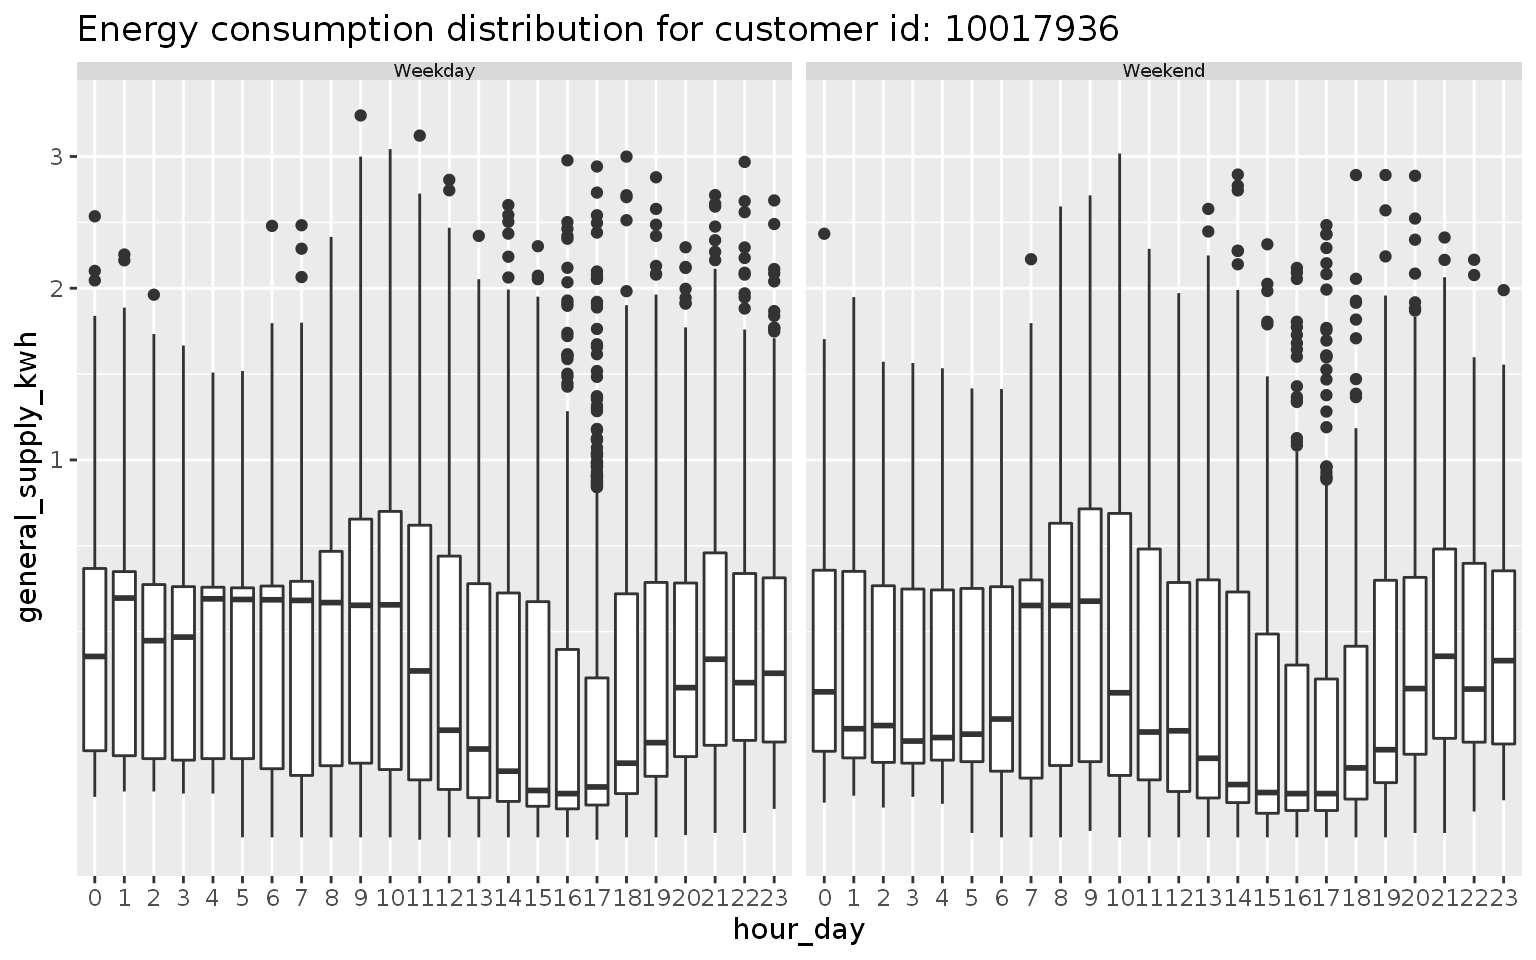 Energy consumption distribution for customer id: 10017936
Weekday Weekend
general_supply_kwh
3
2
1
0 1 2 3 4 5 6 7 8 9 10 11 12 13 14 15 16 17 18 19 20 21 22 23 0 1 2 3 4 5 6 7 8 9 10 11 12 13 14 15 16 17 18 19 20 21 22 23
hour_day